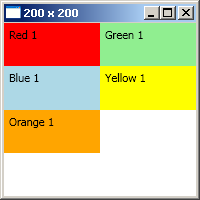 200 x 200
Red 1
Green 1
Blue 1
Yellow 1
Orange 1